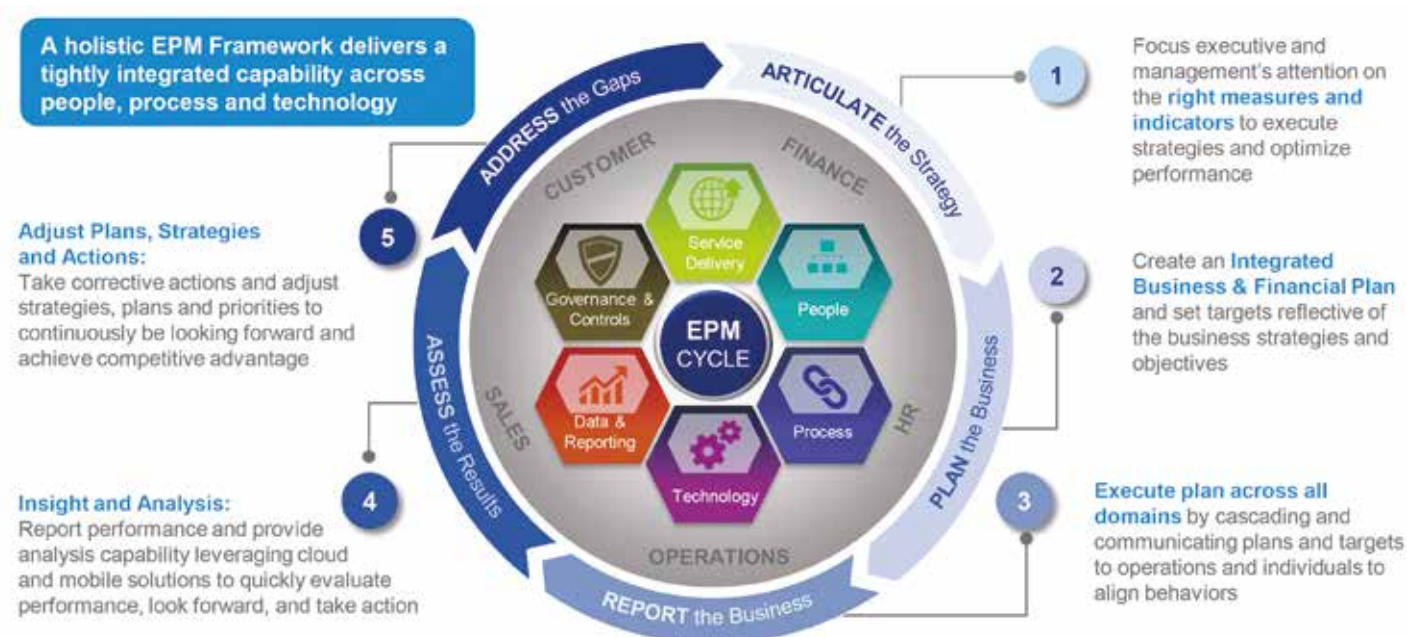 A holistic EPM Framework delivers a
tightly integrated capability across
people, process and technology
ADDRESS the Gaps
ARTICULATE the Strategy
PLAN the Business
REPORT the Business
ASSESS the Results
CUSTOMER
FINANCE
HR
OPERATIONS
SALES
Service
Delivery
People
Process
Technology
Data &
Reporting
Governance &
Controls
EPM
CYCLE
1
Focus executive and
management's attention on
the right measures and
indicators to execute
strategies and optimize
performance
2
Create an Integrated
Business & Financial Plan
and set targets reflective of
the business strategies and
objectives
3
Execute plan across all
domains by cascading and
communicating plans and targets
to operations and individuals to
align behaviors
4
Insight and Analysis:
Report performance and provide
analysis capability leveraging cloud
and mobile solutions to quickly evaluate
performance, look forward, and take action
5
Adjust Plans, Strategies
and Actions:
Take corrective actions and adjust
strategies, plans and priorities to
continuously be looking forward and
achieve competitive advantage